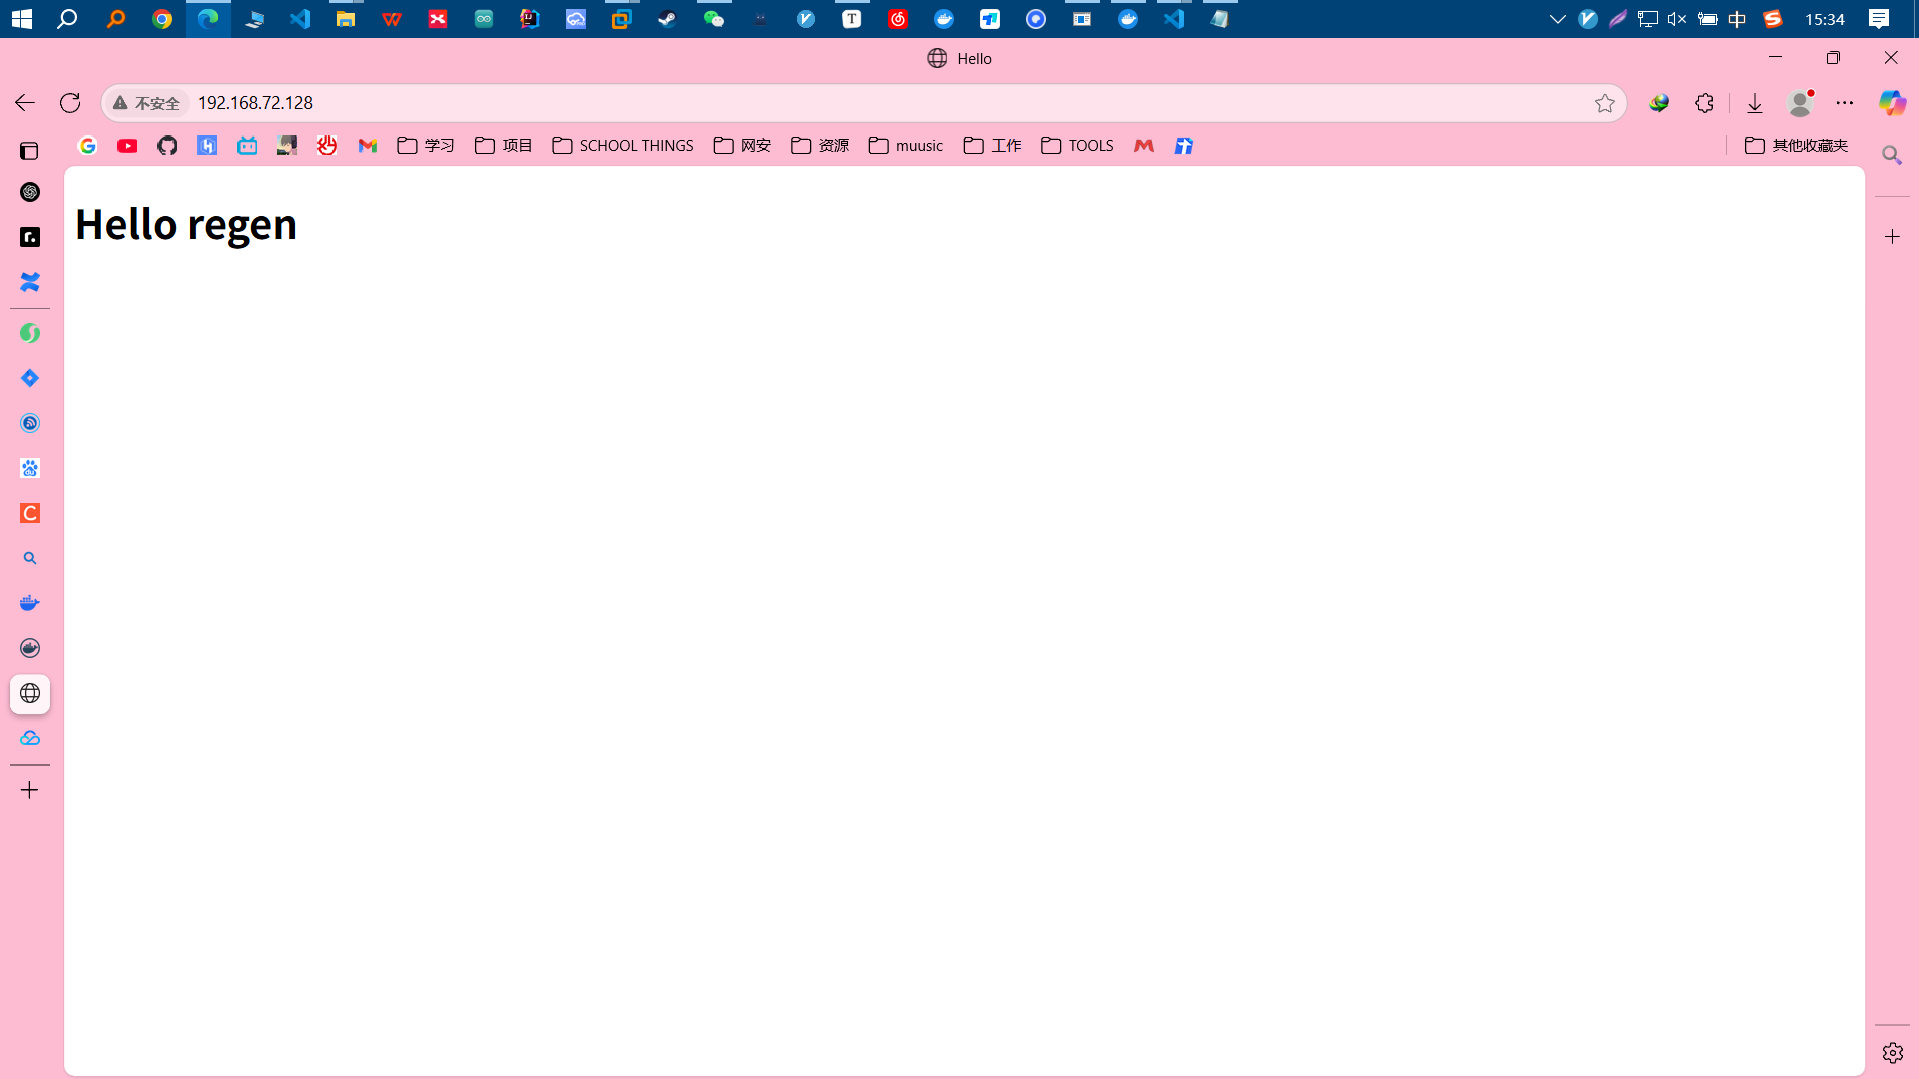 中
15:34
Hello
不安全 192.168.72.128
学习 项目 SCHOOL THINGS 网安 资源 muusic 工作 TOOLS 其他收藏夹
Hello regen